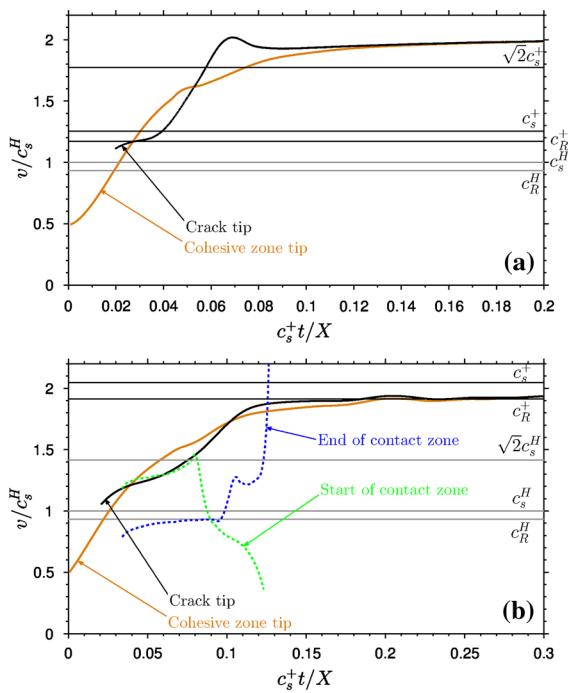 2
1.5
1
0.5
0
v/c_s^H
√2c_s^+
c_s^+
c_R^+
c_s^H
c_R^H
Crack tip
Cohesive zone tip
(a)
0 0.02 0.04 0.06 0.08 0.1 0.12 0.14 0.16 0.18 0.2
c_s^+t/X
2
1.5
1
0.5
0
v/c_s^H
c_s^+
c_R^+
√2c_s^H
c_s^H
c_R^H
End of contact zone
Start of contact zone
Crack tip
Cohesive zone tip
(b)
0 0.05 0.1 0.15 0.2 0.25 0.3
c_s^+t/X